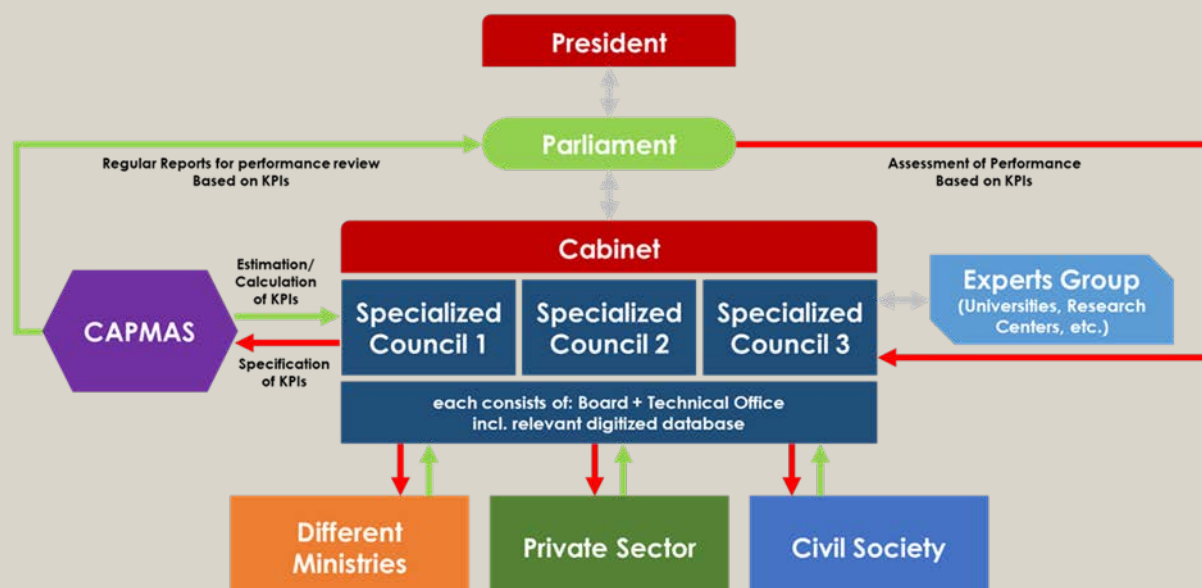 President
Parliament
Regular Reports for performance review
Based on KPIs
Assessment of Performance
Based on KPIs
Cabinet
Estimation/
Calculation
of KPIs
CAPMAS
Specification
of KPIs
Specialized
Council 1
Specialized
Council 2
Specialized
Council 3
Experts Group
(Universities, Research
Centers, etc.)
each consists of: Board + Technical Office
incl. relevant digitized database
Different
Ministries
Private Sector
Civil Society